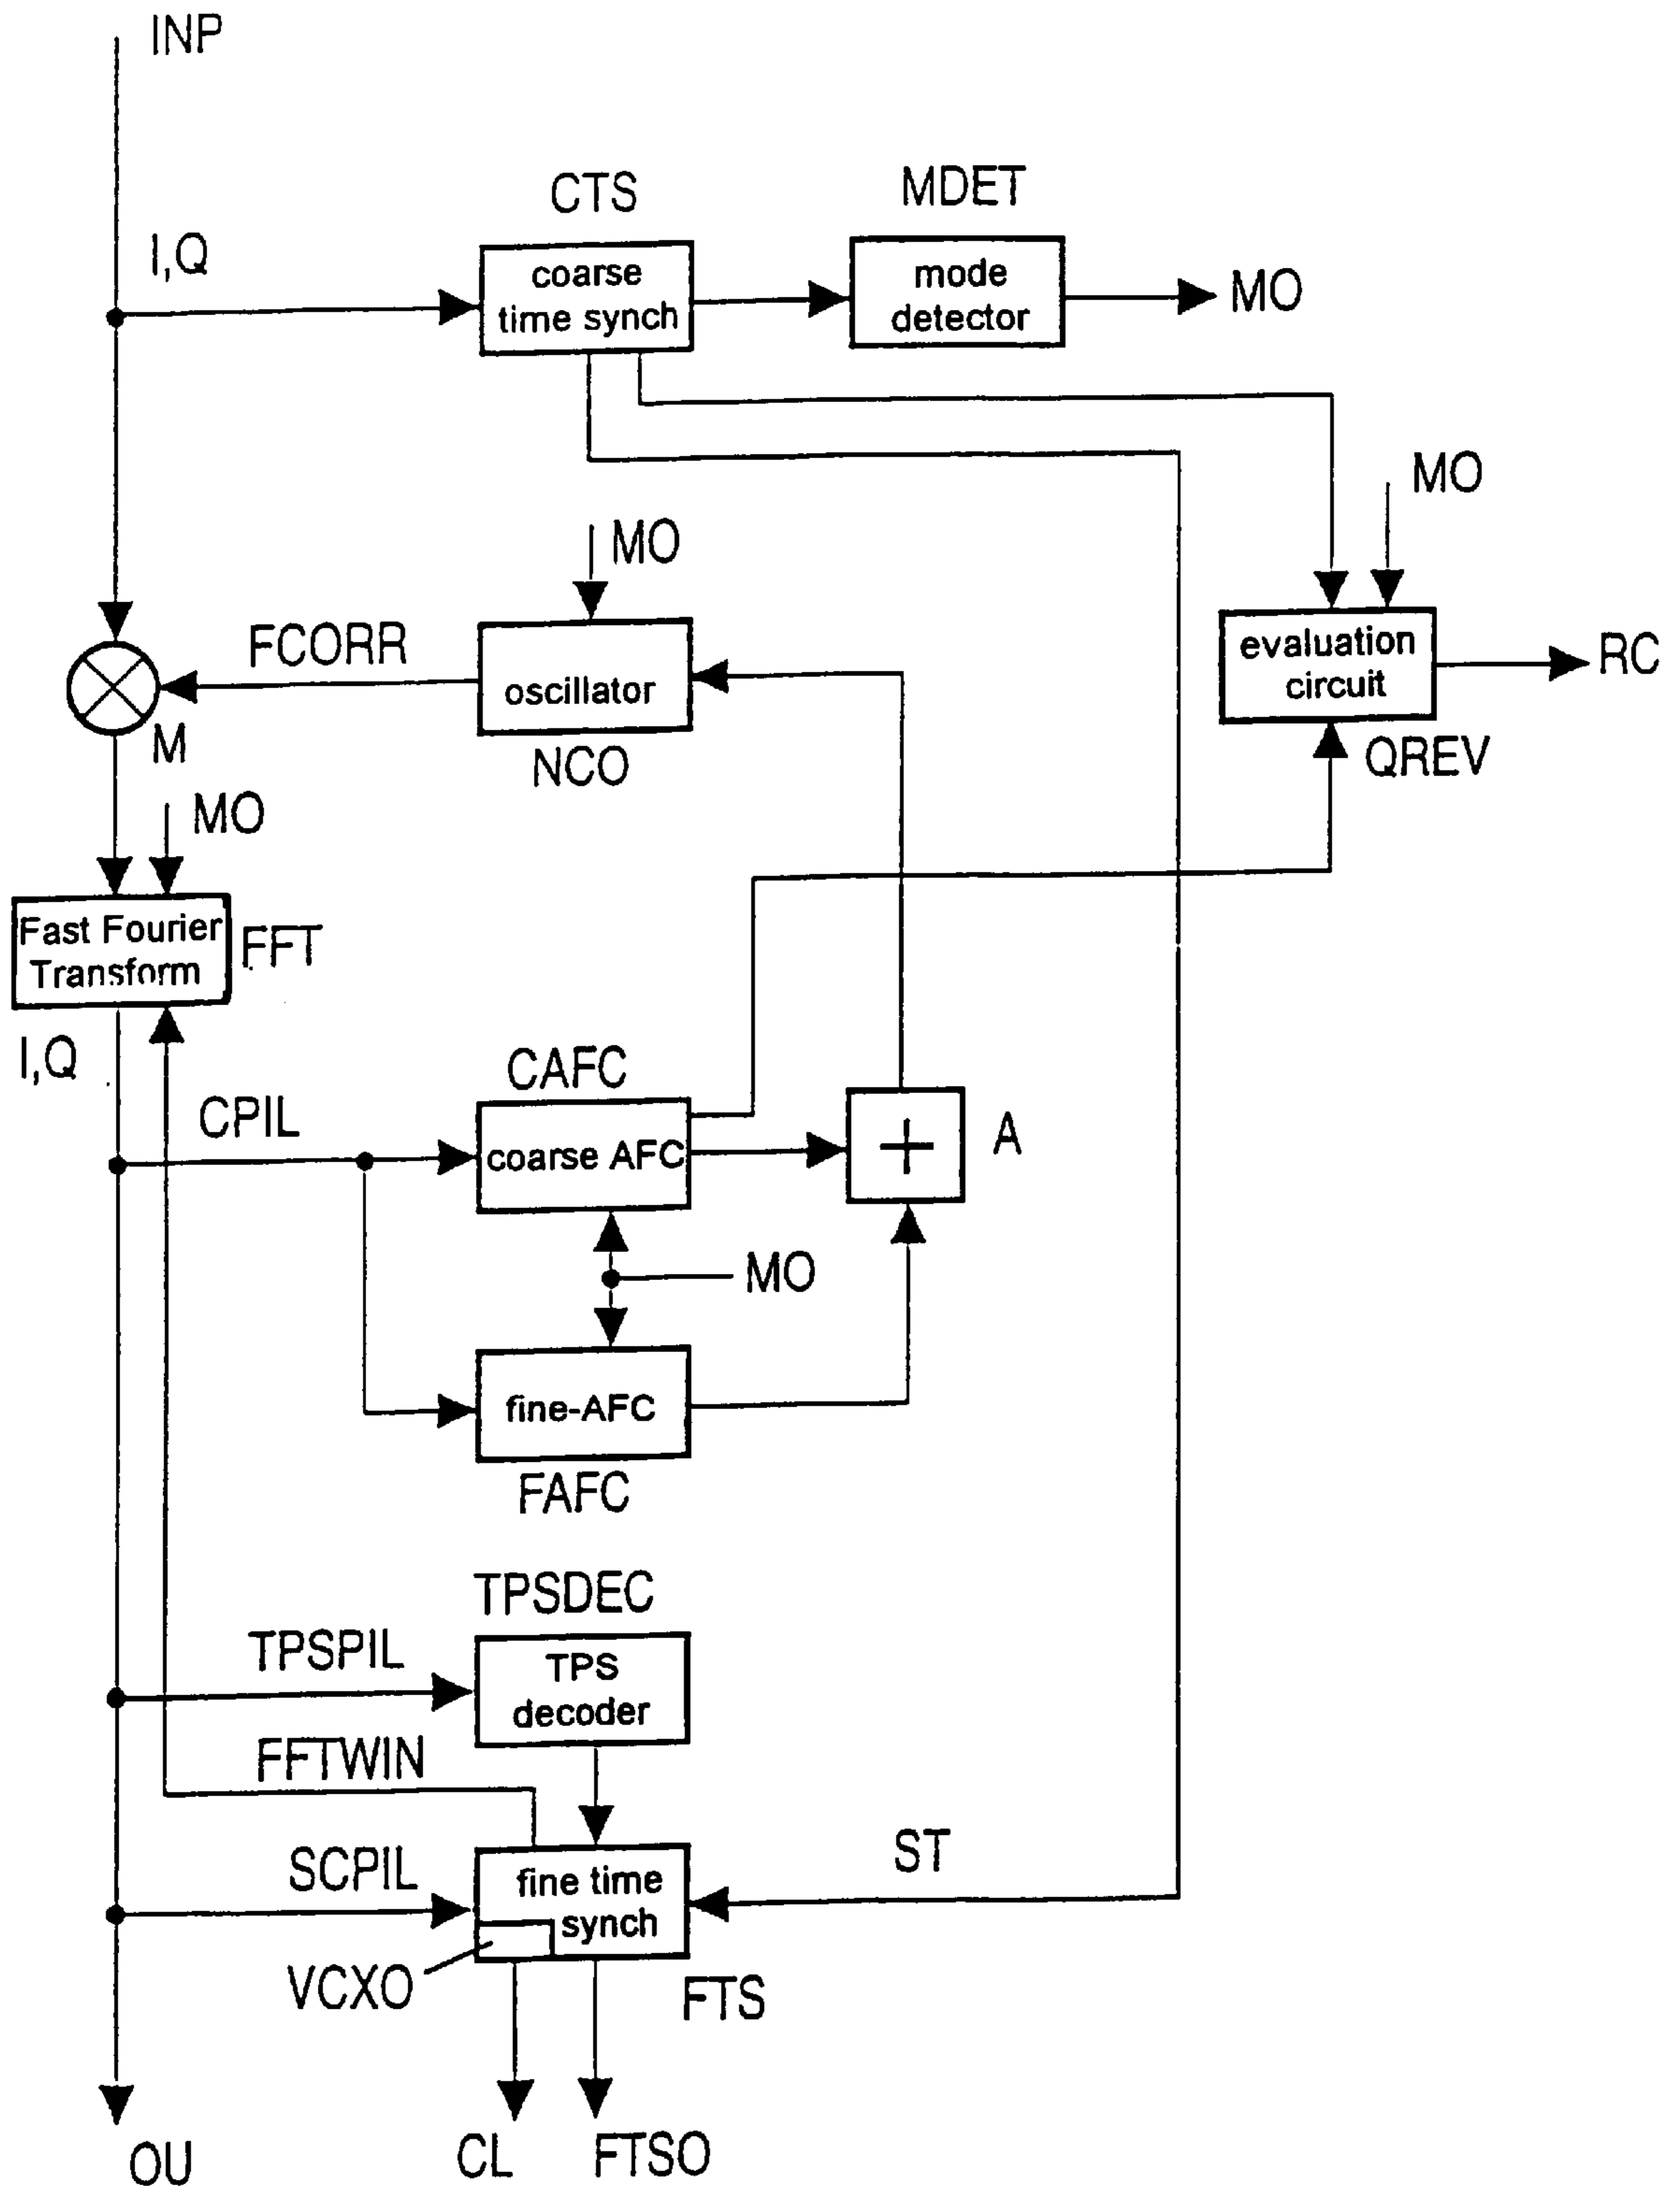 INP
CTS
MDET
I,Q
coarse
time synch
mode
detector
MO
MO
MO
FCORR
oscillator
NCO
M
evaluation
circuit
RC
QREV
MO
Fast Fourier
Transform
FFT
I,Q
CAFC
CPIL
coarse AFC
+
A
MO
fine-AFC
FAFC
TPSDEC
TPSPIL
TPS
decoder
FFTWIN
SCPIL
fine time
synch
ST
VCXO
FTS
OU
CL
FTSO